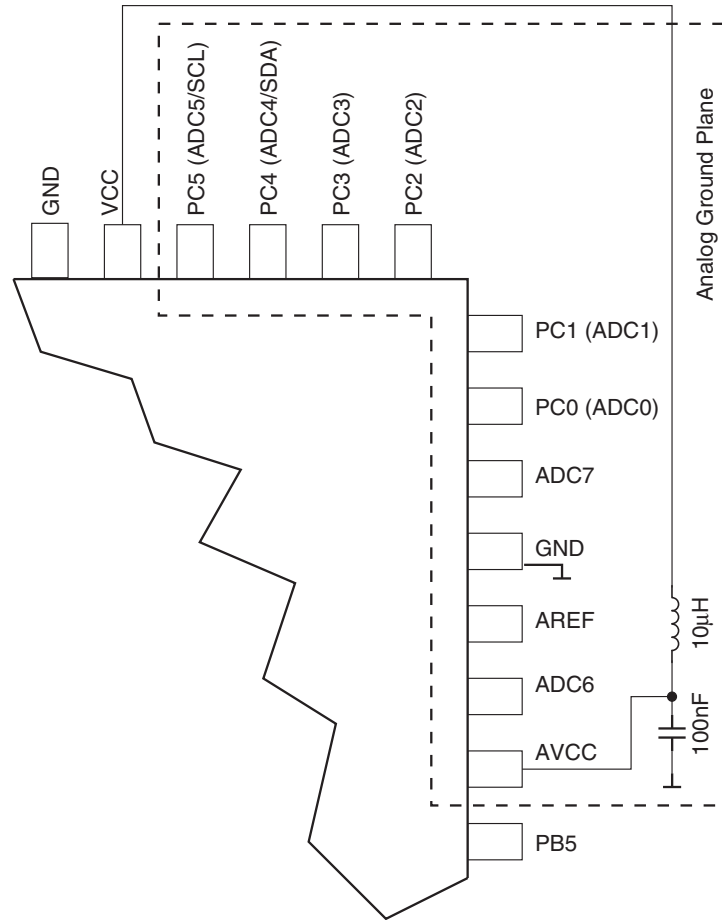 GND
VCC
PC5 (ADC5/SCL)
PC4 (ADC4/SDA)
PC3 (ADC3)
PC2 (ADC2)
Analog Ground Plane
PC1 (ADC1)
PC0 (ADC0)
ADC7
GND
AREF
10μH
ADC6
100nF
AVCC
PB5